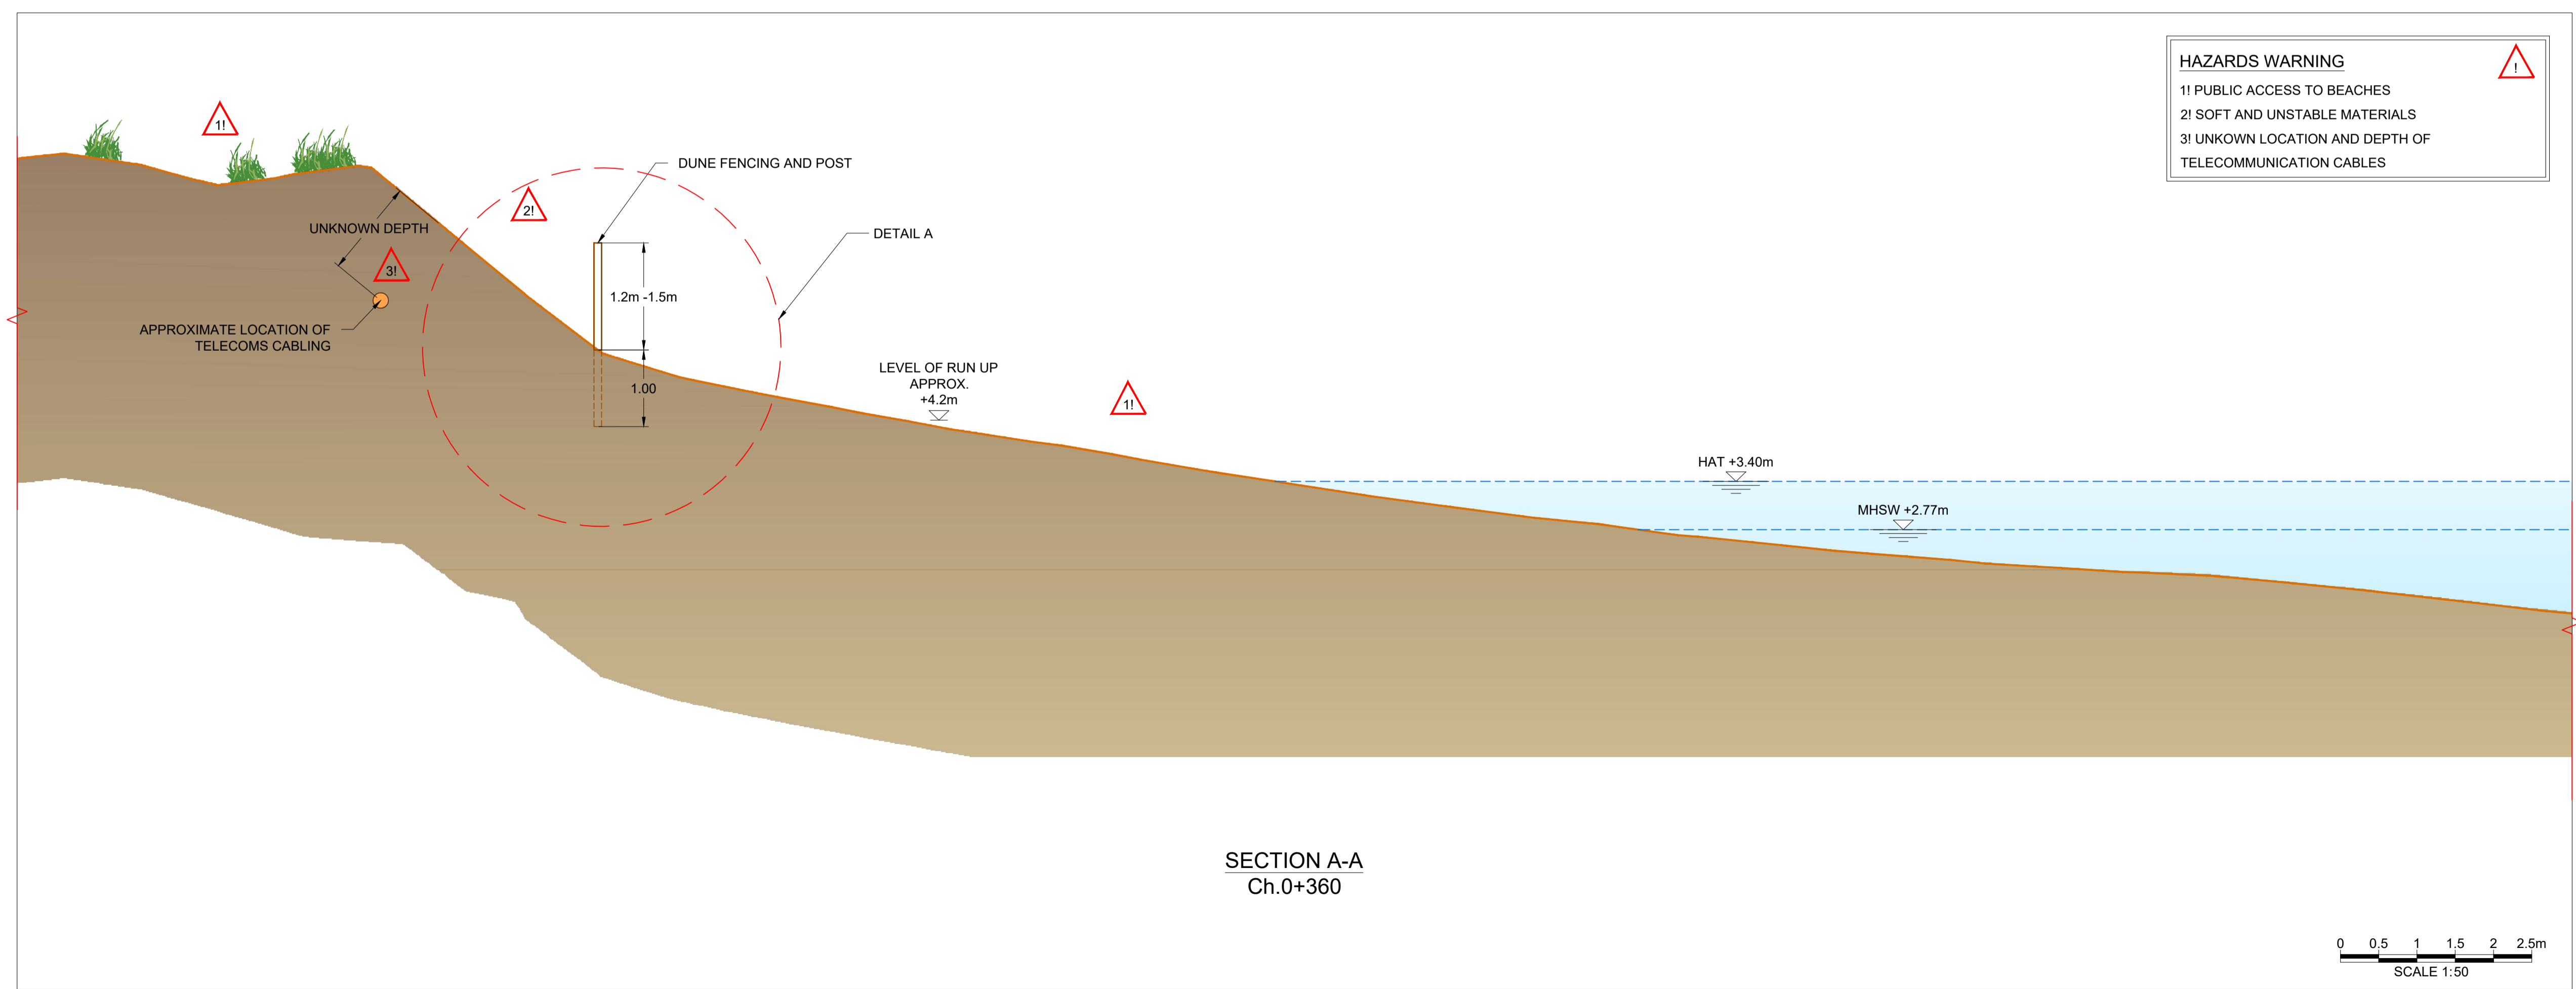 HAZARDS WARNING
!
1! PUBLIC ACCESS TO BEACHES
2! SOFT AND UNSTABLE MATERIALS
3! UNKOWN LOCATION AND DEPTH OF
TELECOMMUNICATION CABLES
1!
DUNE FENCING AND POST
2!
UNKNOWN DEPTH
DETAIL A
3!
1.2m -1.5m
APPROXIMATE LOCATION OF
TELECOMS CABLING
1.00
LEVEL OF RUN UP
APPROX.
+4.2m
1!
HAT +3.40m
MHSW +2.77m
SECTION A-A
Ch.0+360
0 0.5 1 1.5 2 2.5m
SCALE 1:50